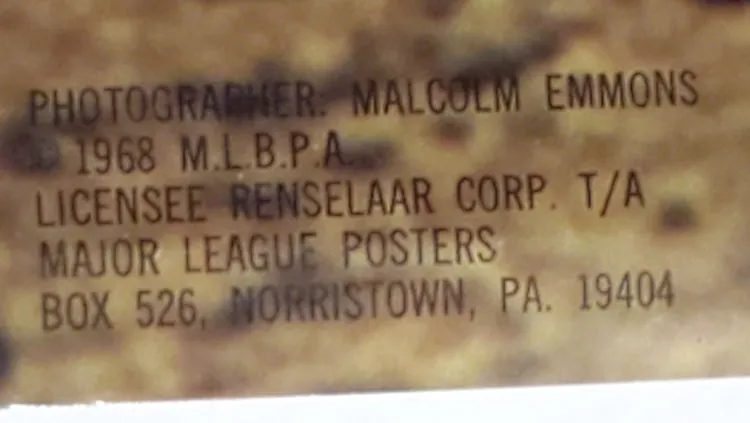 PHOTOGRAPHER: MALCOLM EMMONS
© 1968 M.L.B.P.A.
LICENSEE RENSELAAR CORP. T/A
MAJOR LEAGUE POSTERS
BOX 526, NORRISTOWN, PA. 19404